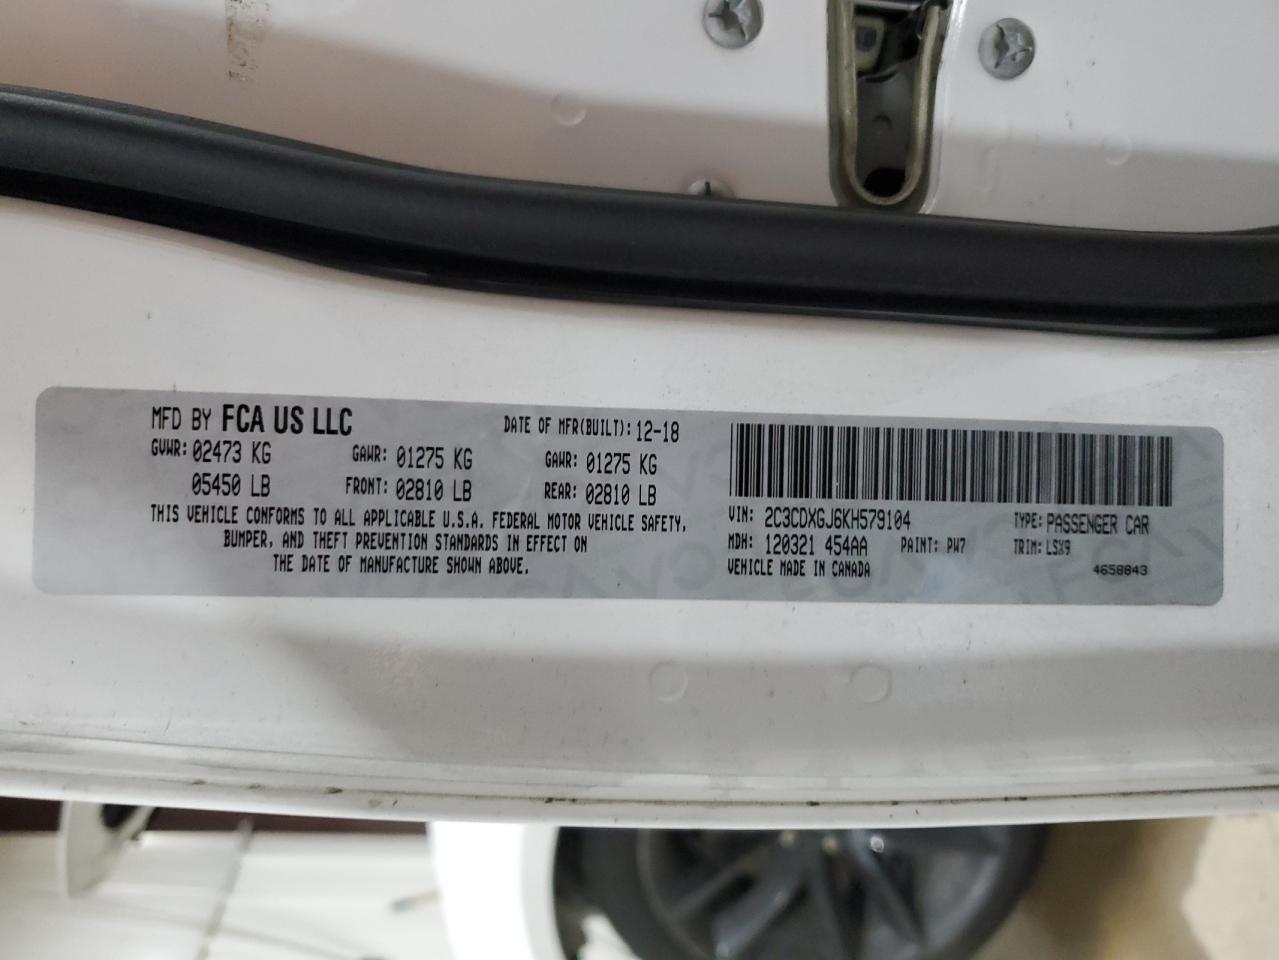 MFD BY FCA US LLC DATE OF MFR(BUILT): 12-18
GVWR: 02473 KG GAWR: 01275 KG GAWR: 01275 KG
05450 LB FRONT: 02810 LB REAR: 02810 LB
THIS VEHICLE CONFORMS TO ALL APPLICABLE U.S.A. FEDERAL MOTOR VEHICLE SAFETY,
BUMPER, AND THEFT PREVENTION STANDARDS IN EFFECT ON
THE DATE OF MANUFACTURE SHOWN ABOVE.
VIN: 2C3CDXGJ6KH579104 TYPE: PASSENGER CAR
MDH: 120321 454AA PAINT: PW7 TRIM: LSX9
VEHICLE MADE IN CANADA 4658843